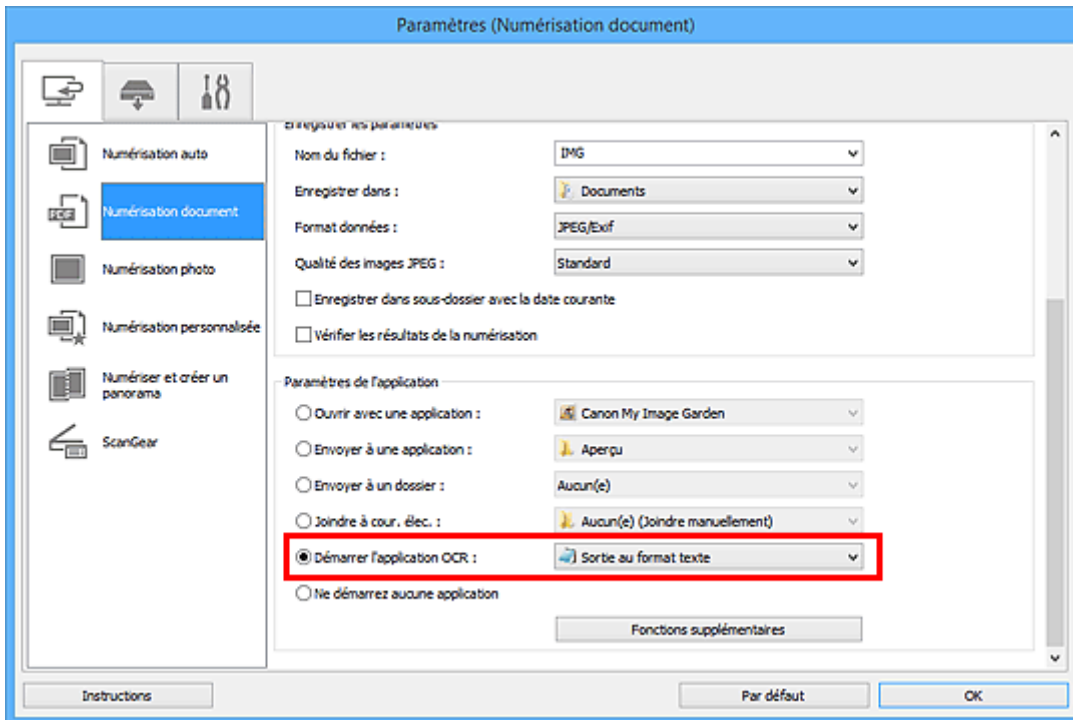 Paramètres (Numérisation document)
Numérisation auto
Numérisation document
Numérisation photo
Numérisation personnalisée
Numériser et créer un
panorama
ScanGear
Enregistrer les paramètres
Nom du fichier : IMG
Enregistrer dans : Documents
Format données : JPEG/Exif
Qualité des images JPEG : Standard
Enregistrer dans sous-dossier avec la date courante
Vérifier les résultats de la numérisation
Paramètres de l'application
Ouvrir avec une application : Canon My Image Garden
Envoyer à une application : Aperçu
Envoyer à un dossier : Aucun(e)
Joindre à cour. élec. : Aucun(e) (Joindre manuellement)
Démarrer l'application OCR : Sortie au format texte
Ne démarrez aucune application
Fonctions supplémentaires
Instructions
Par défaut
OK